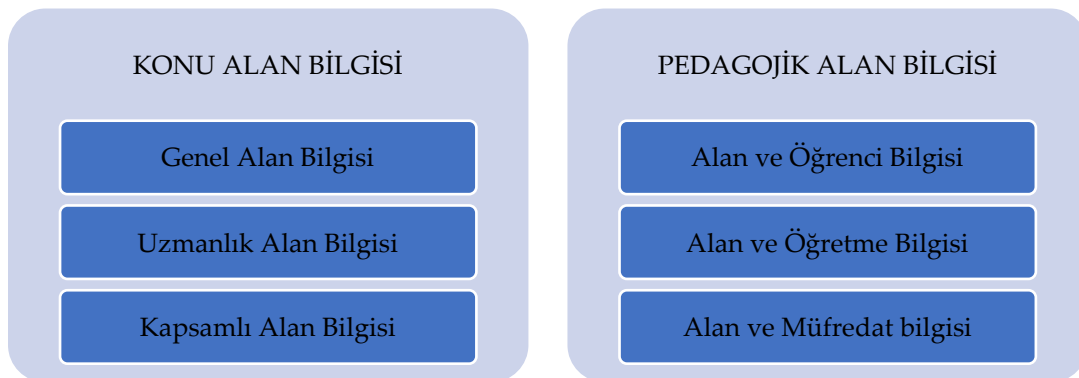 KONU ALAN BİLGİSİ
Genel Alan Bilgisi
Uzmanlık Alan Bilgisi
Kapsamlı Alan Bilgisi
PEDAGOJİK ALAN BİLGİSİ
Alan ve Öğrenci Bilgisi
Alan ve Öğretme Bilgisi
Alan ve Müfredat bilgisi